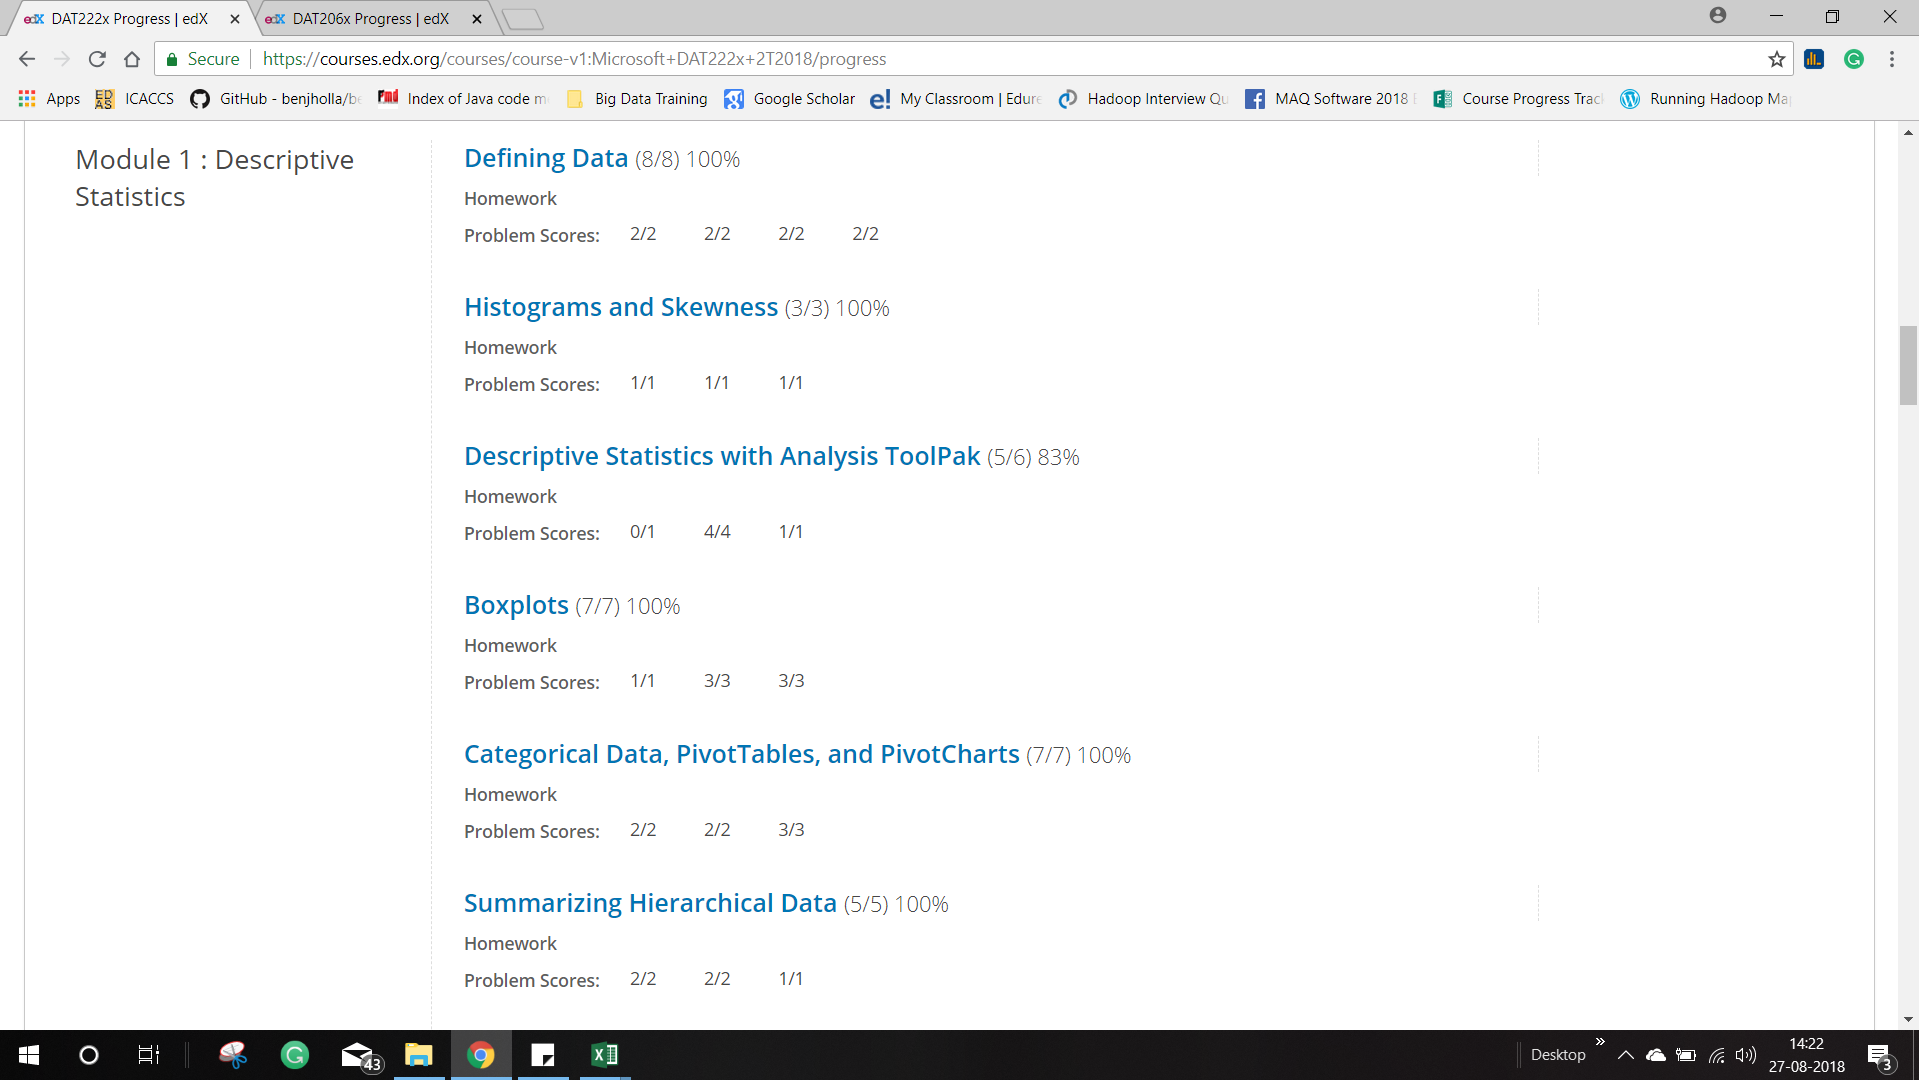 edX DAT222x Progress | edX
edX DAT206x Progress | edX
Secure https://courses.edx.org/courses/course-v1:Microsoft+DAT222x+2T2018/progress
Apps ICACCS GitHub - benjholla/be Index of Java code m Big Data Training Google Scholar My Classroom | Edure Hadoop Interview Qu MAQ Software 2018 Course Progress Trac Running Hadoop Ma
Module 1 : Descriptive
Statistics
Defining Data (8/8) 100%
Homework
Problem Scores: 2/2 2/2 2/2 2/2
Histograms and Skewness (3/3) 100%
Homework
Problem Scores: 1/1 1/1 1/1
Descriptive Statistics with Analysis ToolPak (5/6) 83%
Homework
Problem Scores: 0/1 4/4 1/1
Boxplots (7/7) 100%
Homework
Problem Scores: 1/1 3/3 3/3
Categorical Data, PivotTables, and PivotCharts (7/7) 100%
Homework
Problem Scores: 2/2 2/2 3/3
Summarizing Hierarchical Data (5/5) 100%
Homework
Problem Scores: 2/2 2/2 1/1
43
Desktop
14:22
27-08-2018
3